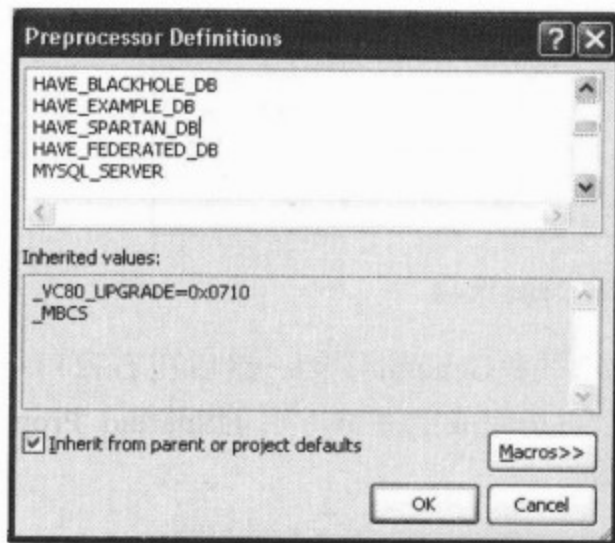 Preprocessor Definitions
HAVE_BLACKHOLE_DB
HAVE_EXAMPLE_DB
HAVE_SPARTAN_DB
HAVE_FEDERATED_DB
MYSQL_SERVER
Inherited values:
_VC80_UPGRADE=0x0710
_MBCS
Inherit from parent or project defaults
Macros>>
OK
Cancel